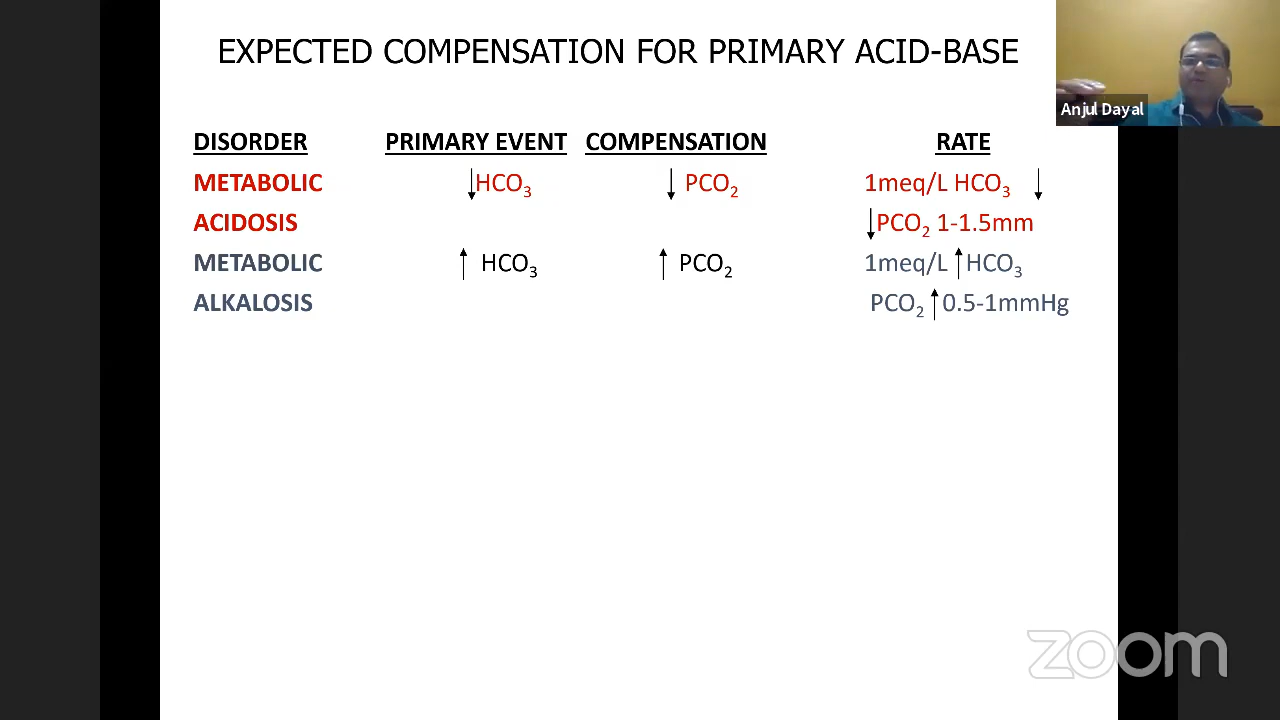 EXPECTED COMPENSATION FOR PRIMARY ACID-BASE
Anjul Dayal
DISORDER PRIMARY EVENT COMPENSATION RATE
METABOLIC ↓HCO₃ ↓ PCO₂ 1meq/L HCO₃ ↓
ACIDOSIS ↓PCO₂ 1-1.5mm
METABOLIC ↑ HCO₃ ↑ PCO₂ 1meq/L ↑HCO₃
ALKALOSIS PCO₂ ↑0.5-1mmHg
zoom